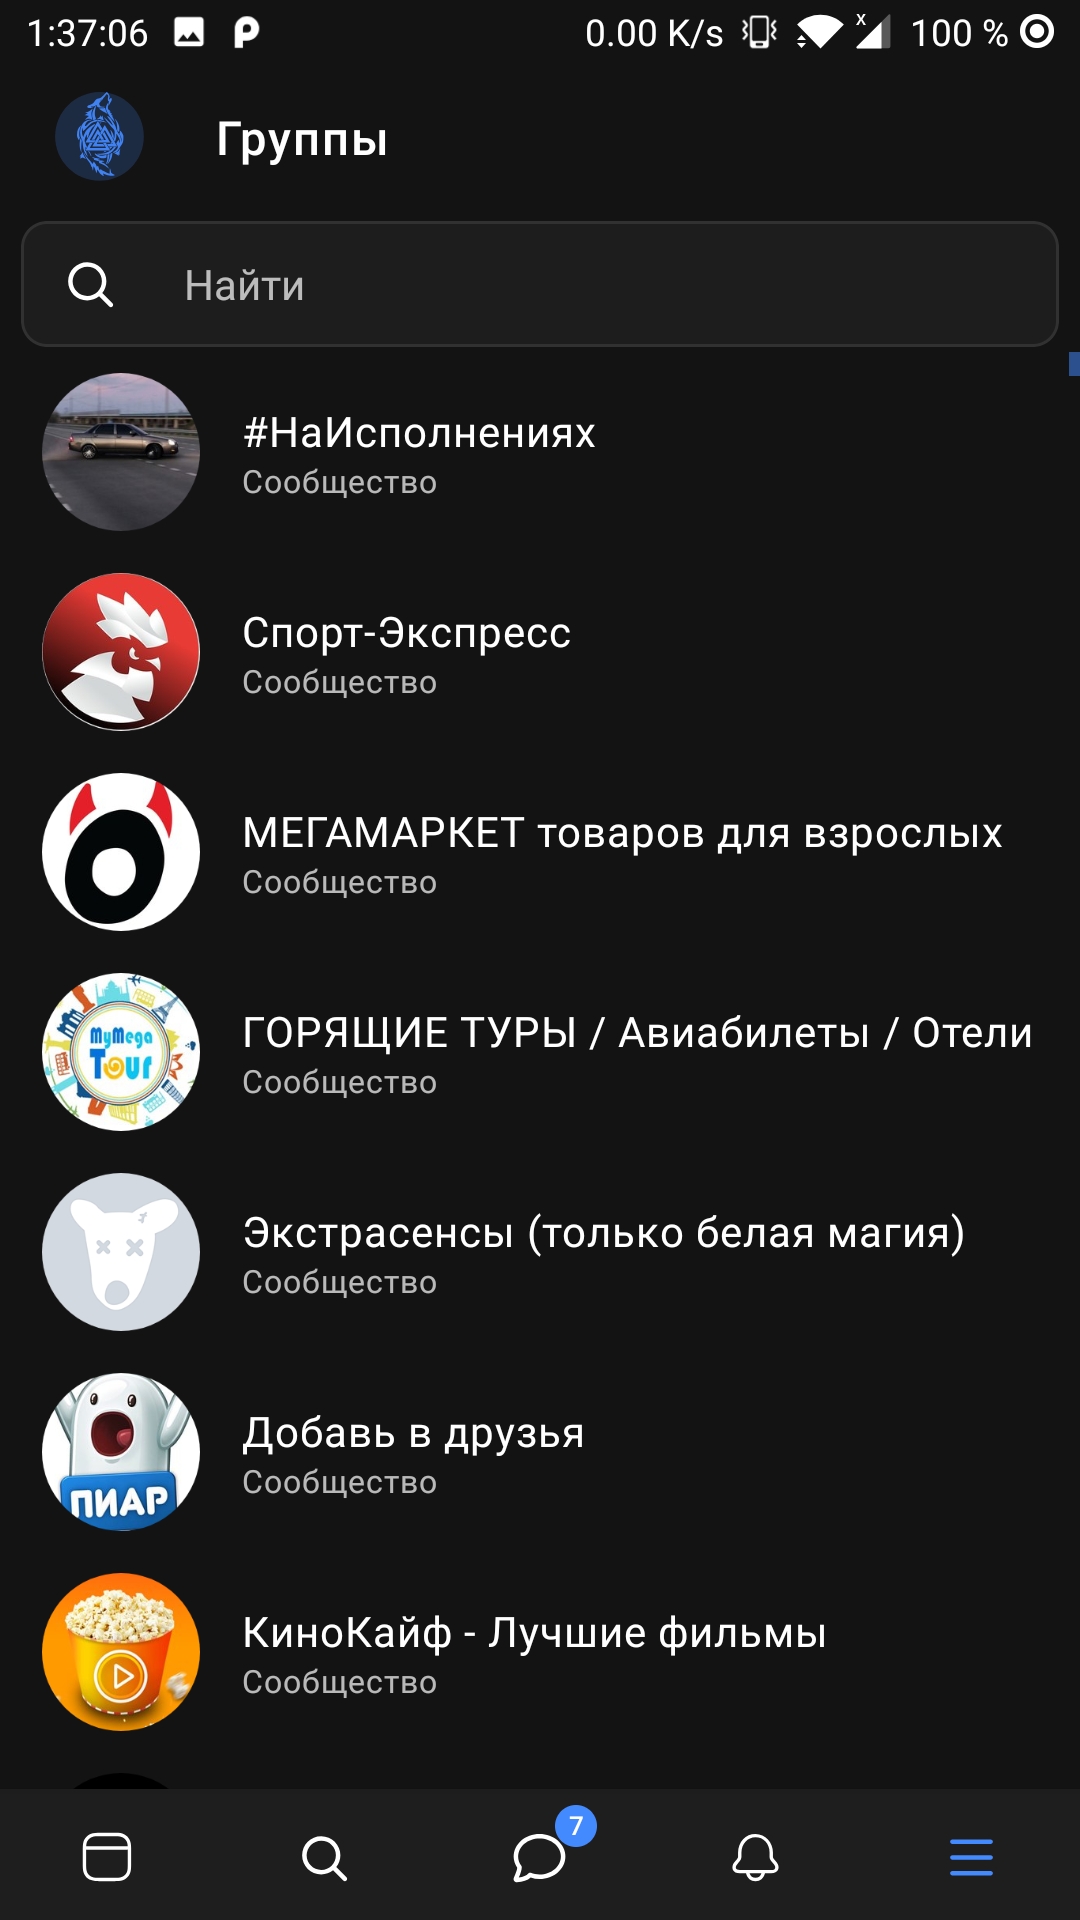 1:37:06 0.00 K/s 100 %
Группы
Найти
#НаИсполнениях
Сообщество
Спорт-Экспресс
Сообщество
МЕГАМАРКЕТ товаров для взрослых
Сообщество
MyMega
Tour
ГОРЯЩИЕ ТУРЫ / Авиабилеты / Отели
Сообщество
Экстрасенсы (только белая магия)
Сообщество
ПИАР
Добавь в друзья
Сообщество
КиноКайф - Лучшие фильмы
Сообщество
7